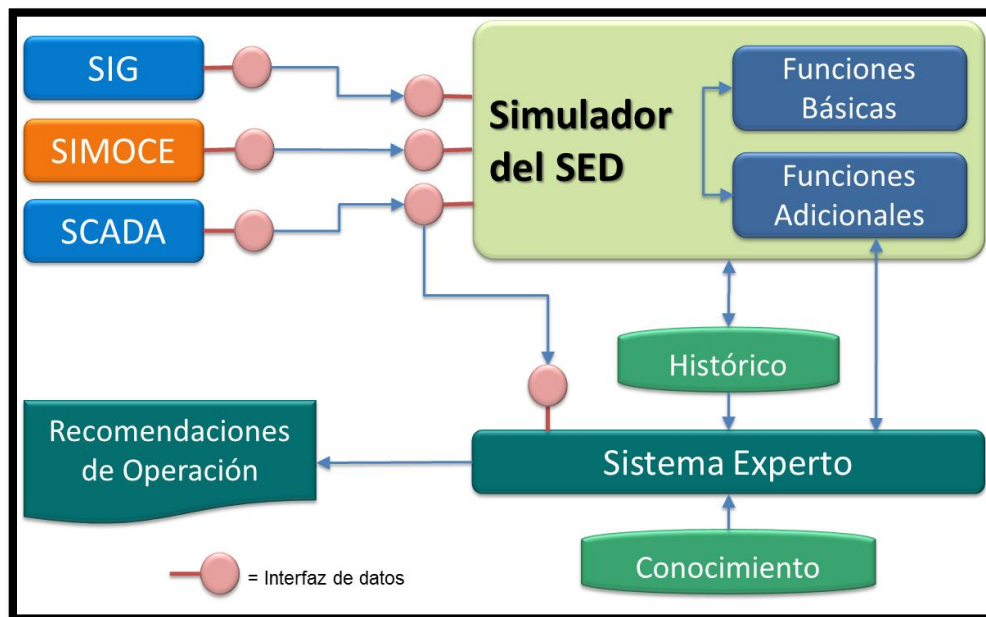 SIG
SIMOCE
SCADA
Simulador
del SED
Funciones
Básicas
Funciones
Adicionales
Histórico
Recomendaciones
de Operación
Sistema Experto
Conocimiento
= Interfaz de datos